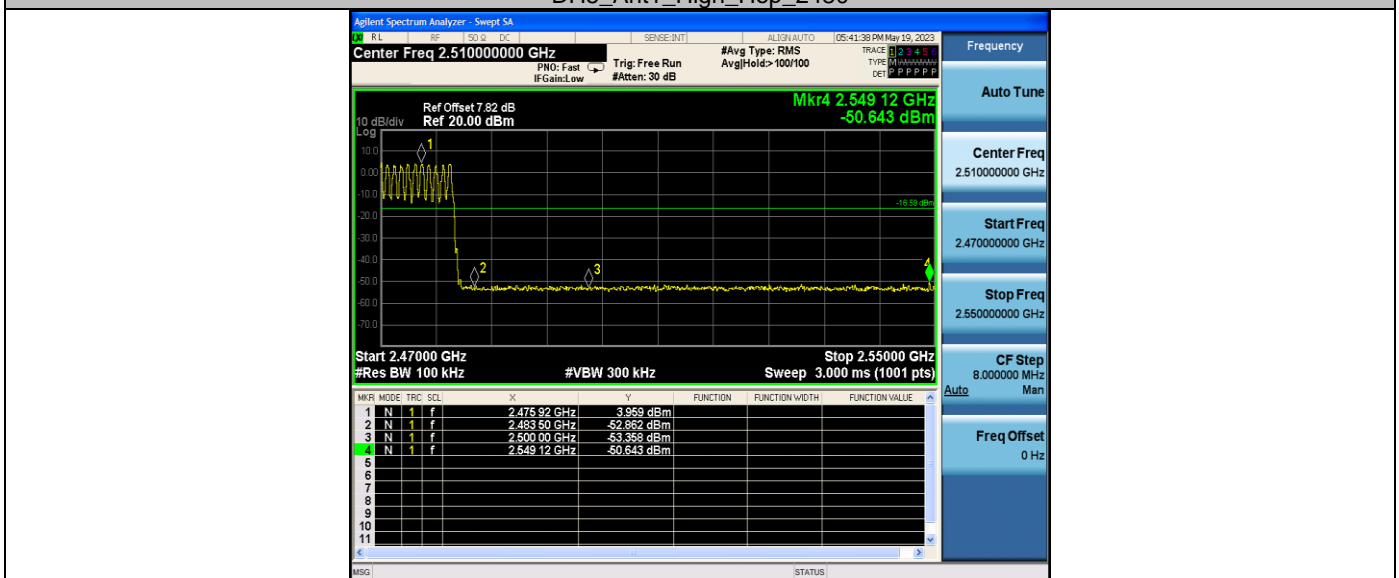 DH5_Ant1_High_Hop_2480
Agilent Spectrum Analyzer - Swept SA
RL RF 50 Ω DC SENSE:INT ALIGN AUTO 05:41:38 PM May 19, 2023
Center Freq 2.510000000 GHz
PNO: Fast
IFGain:Low
Trig: Free Run
#Atten: 30 dB
#Avg Type: RMS
Avg|Hold:>100/100
TRACE 1 2 3 4 5 6
TYPE M
DET P P P P P P
Frequency
Auto Tune
Ref Offset 7.82 dB
10 dB/div Ref 20.00 dBm
Log
Mkr4 2.549 12 GHz
-50.643 dBm
10.0
0.00
-10.0
-20.0
-30.0
-40.0
-50.0
-60.0
-70.0
1
2
3
4
-16.59 dBm
Start 2.47000 GHz Stop 2.55000 GHz
#Res BW 100 kHz #VBW 300 kHz Sweep 3.000 ms (1001 pts)
Center Freq
2.510000000 GHz
Start Freq
2.470000000 GHz
Stop Freq
2.550000000 GHz
CF Step
8.000000 MHz
Auto Man
Freq Offset
0 Hz
MKR MODE TRC SCL X Y FUNCTION FUNCTION WIDTH FUNCTION VALUE
1 N 1 f 2.475 92 GHz 3.959 dBm
2 N 1 f 2.483 50 GHz -52.862 dBm
3 N 1 f 2.500 00 GHz -53.358 dBm
4 N 1 f 2.549 12 GHz -50.643 dBm
5
6
7
8
9
10
11
MSG STATUS